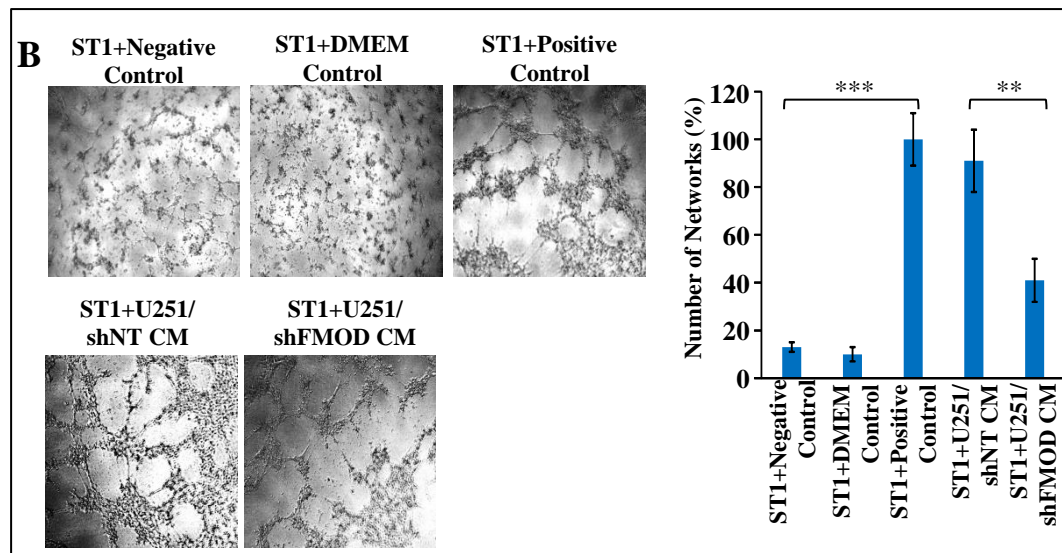 B
ST1+Negative
Control
ST1+DMEM
Control
ST1+Positive
Control
ST1+U251/
shNT CM
ST1+U251/
shFMOD CM
Number of Networks (%)
120
100
80
60
40
20
0
***
**
ST1+Negative
Control
ST1+DMEM
Control
ST1+Positive
Control
ST1+U251/
shNT CM
ST1+U251/
shFMOD CM